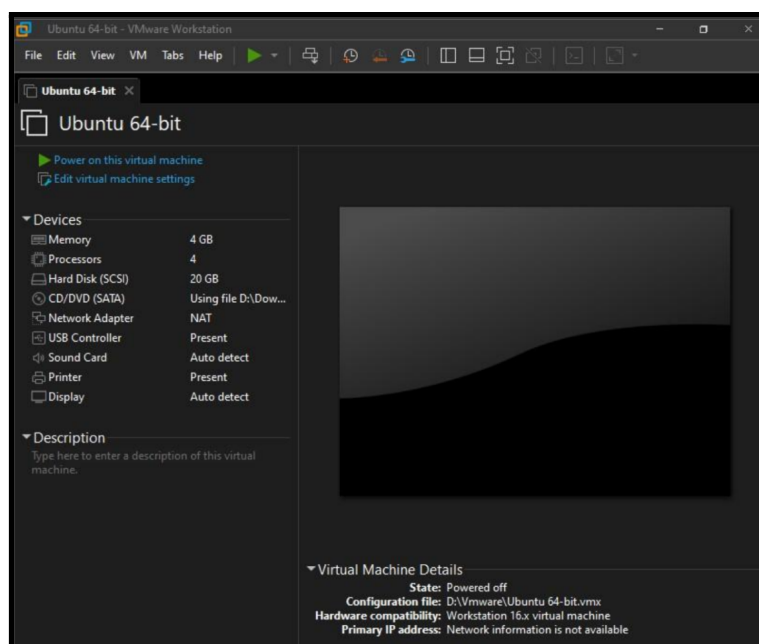 Ubuntu 64-bit - VMware Workstation
File Edit View VM Tabs Help
Ubuntu 64-bit
Ubuntu 64-bit
Power on this virtual machine
Edit virtual machine settings
Devices
Memory 4 GB
Processors 4
Hard Disk (SCSI) 20 GB
CD/DVD (SATA) Using file D:\Dow...
Network Adapter NAT
USB Controller Present
Sound Card Auto detect
Printer Present
Display Auto detect
Description
Type here to enter a description of this virtual
machine.
Virtual Machine Details
State: Powered off
Configuration file: D:\Vmware\Ubuntu 64-bit.vmx
Hardware compatibility: Workstation 16.x virtual machine
Primary IP address: Network information is not available